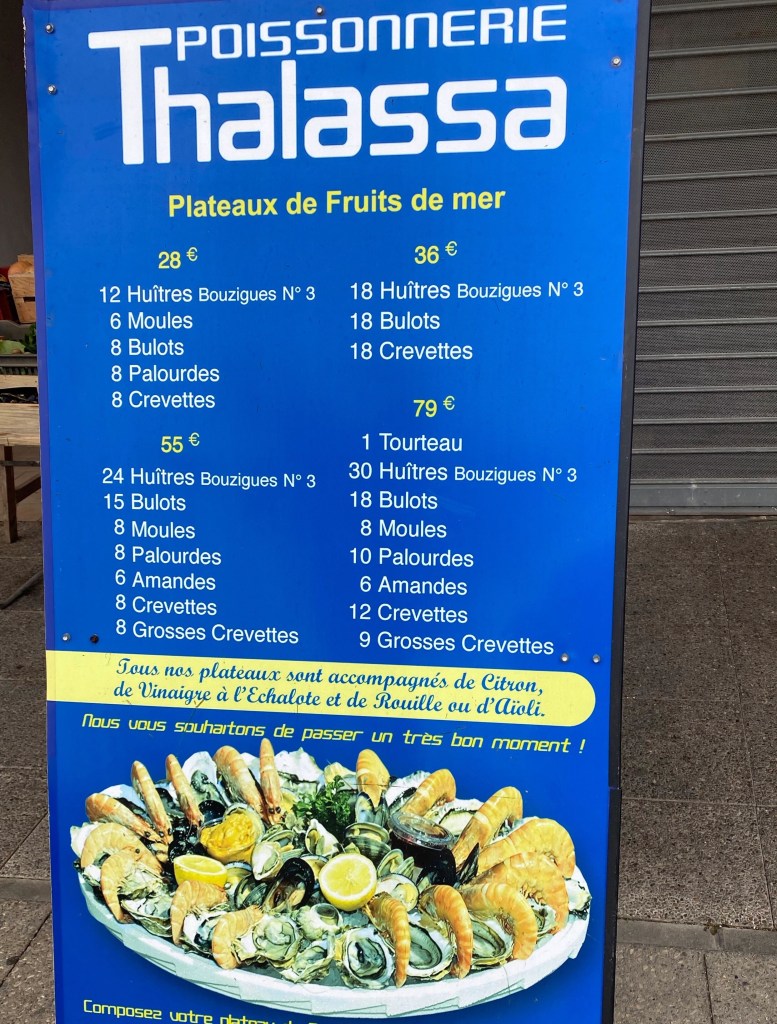 POISSONNERIE
Thalassa
Plateaux de Fruits de mer
28 €
12 Huîtres Bouzigues N° 3
6 Moules
8 Bulots
8 Palourdes
8 Crevettes
36 €
18 Huîtres Bouzigues N° 3
18 Bulots
18 Crevettes
55 €
24 Huîtres Bouzigues N° 3
15 Bulots
8 Moules
8 Palourdes
6 Amandes
8 Crevettes
8 Grosses Crevettes
79 €
1 Tourteau
30 Huîtres Bouzigues N° 3
18 Bulots
8 Moules
10 Palourdes
6 Amandes
12 Crevettes
9 Grosses Crevettes
Tous nos plateaux sont accompagnés de Citron,
de Vinaigre à l'Echalote et de Rouille ou d'Aïoli.
Nous vous souhaitons de passer un très bon moment !
Composez votre plateau de